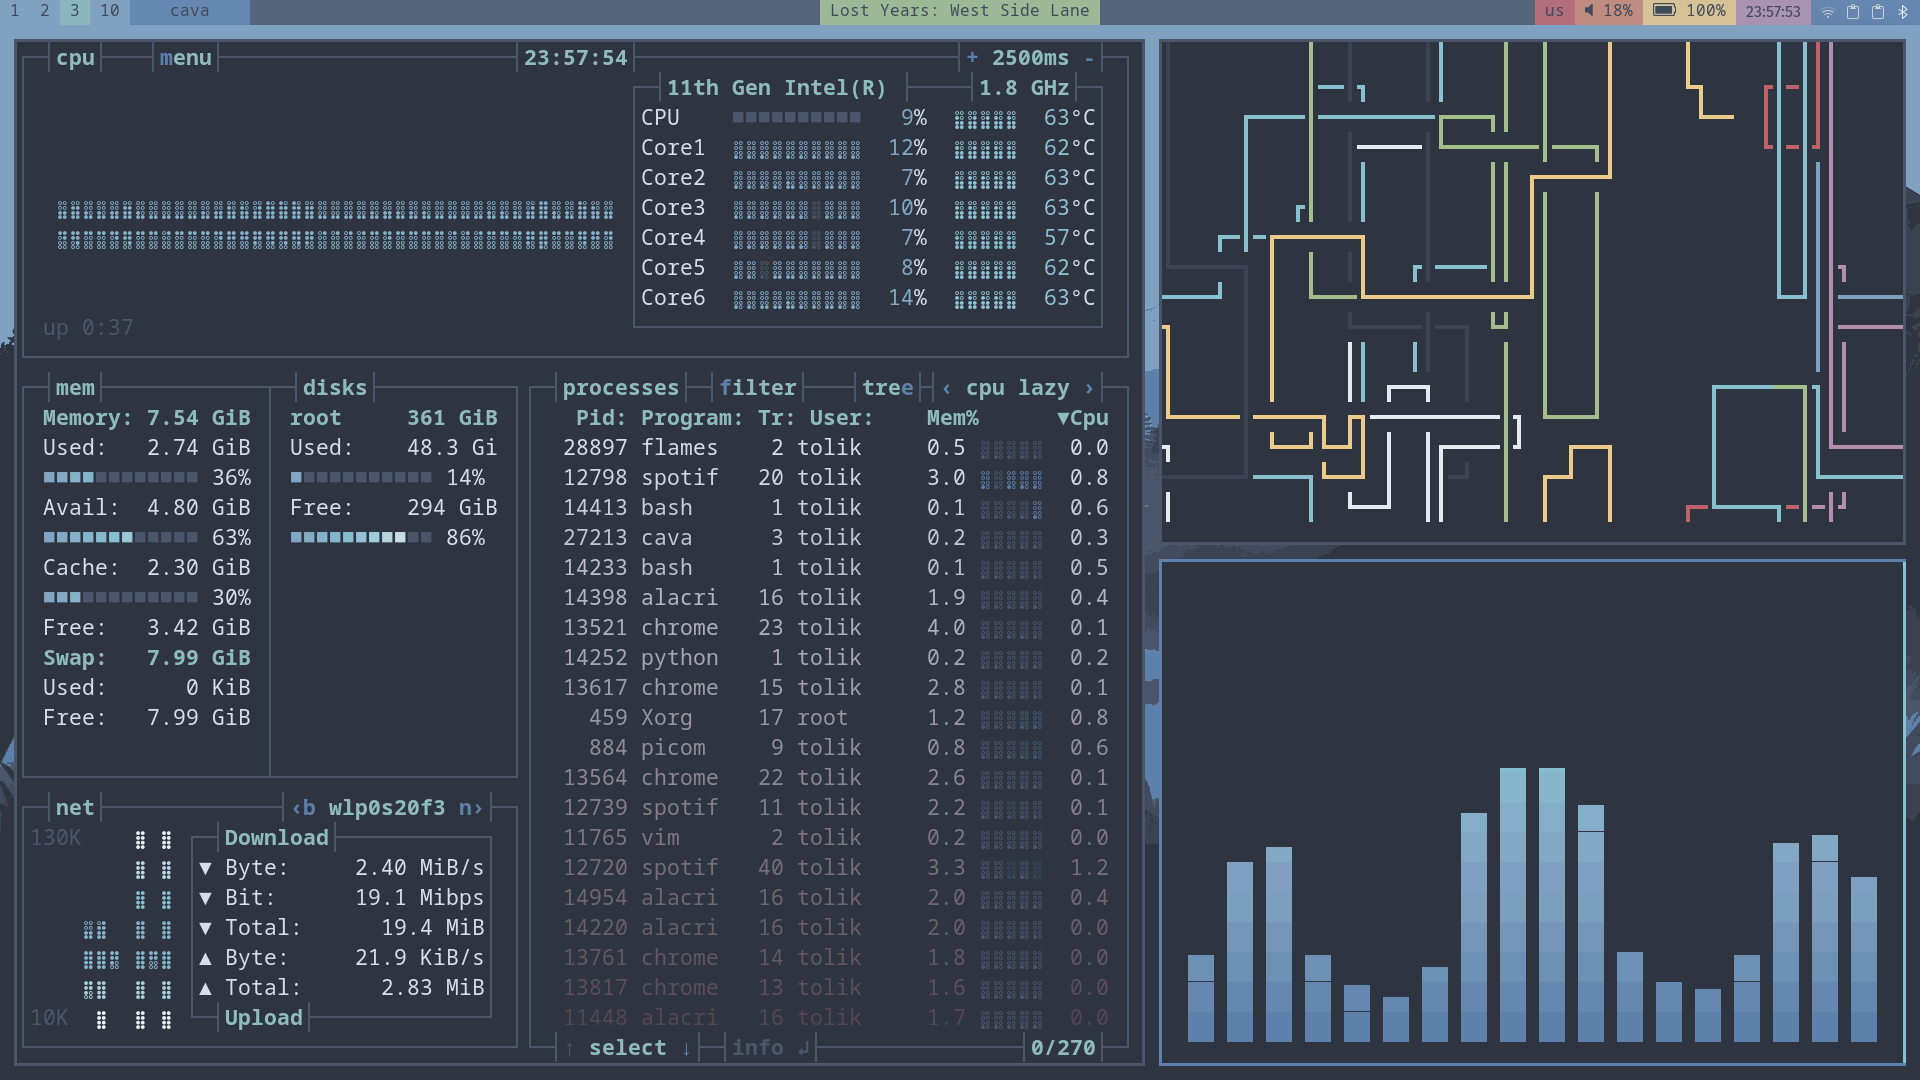 1 2 3 10 cava Lost Years: West Side Lane us 18% 100% 23:57:53
cpu menu 23:57:54 + 2500ms -
11th Gen Intel(R) 1.8 GHz
CPU 9% 63°C
Core1 12% 62°C
Core2 7% 63°C
Core3 10% 63°C
Core4 7% 57°C
Core5 8% 62°C
Core6 14% 63°C
up 0:37
mem disks
Memory: 7.54 GiB root 361 GiB
Used: 2.74 GiB Used: 48.3 Gi
36% 14%
Avail: 4.80 GiB Free: 294 GiB
63% 86%
Cache: 2.30 GiB
30%
Free: 3.42 GiB
Swap: 7.99 GiB
Used: 0 KiB
Free: 7.99 GiB
net ‹b wlp0s20f3 n›
130K Download
▼ Byte: 2.40 MiB/s
▼ Bit: 19.1 Mibps
▼ Total: 19.4 MiB
▲ Byte: 21.9 KiB/s
▲ Total: 2.83 MiB
10K Upload
processes filter tree ‹ cpu lazy ›
Pid: Program: Tr: User: Mem% ▼Cpu
28897 flames 2 tolik 0.5 0.0
12798 spotif 20 tolik 3.0 0.8
14413 bash 1 tolik 0.1 0.6
27213 cava 3 tolik 0.2 0.3
14233 bash 1 tolik 0.1 0.5
14398 alacri 16 tolik 1.9 0.4
13521 chrome 23 tolik 4.0 0.1
14252 python 1 tolik 0.2 0.2
13617 chrome 15 tolik 2.8 0.1
459 Xorg 17 root 1.2 0.8
884 picom 9 tolik 0.8 0.6
13564 chrome 22 tolik 2.6 0.1
12739 spotif 11 tolik 2.2 0.1
11765 vim 2 tolik 0.2 0.0
12720 spotif 40 tolik 3.3 1.2
14954 alacri 16 tolik 2.0 0.4
14220 alacri 16 tolik 2.0 0.0
13761 chrome 14 tolik 1.8 0.0
13817 chrome 13 tolik 1.6 0.0
11448 alacri 16 tolik 1.7 0.0
↑ select ↓ info ↲ 0/270